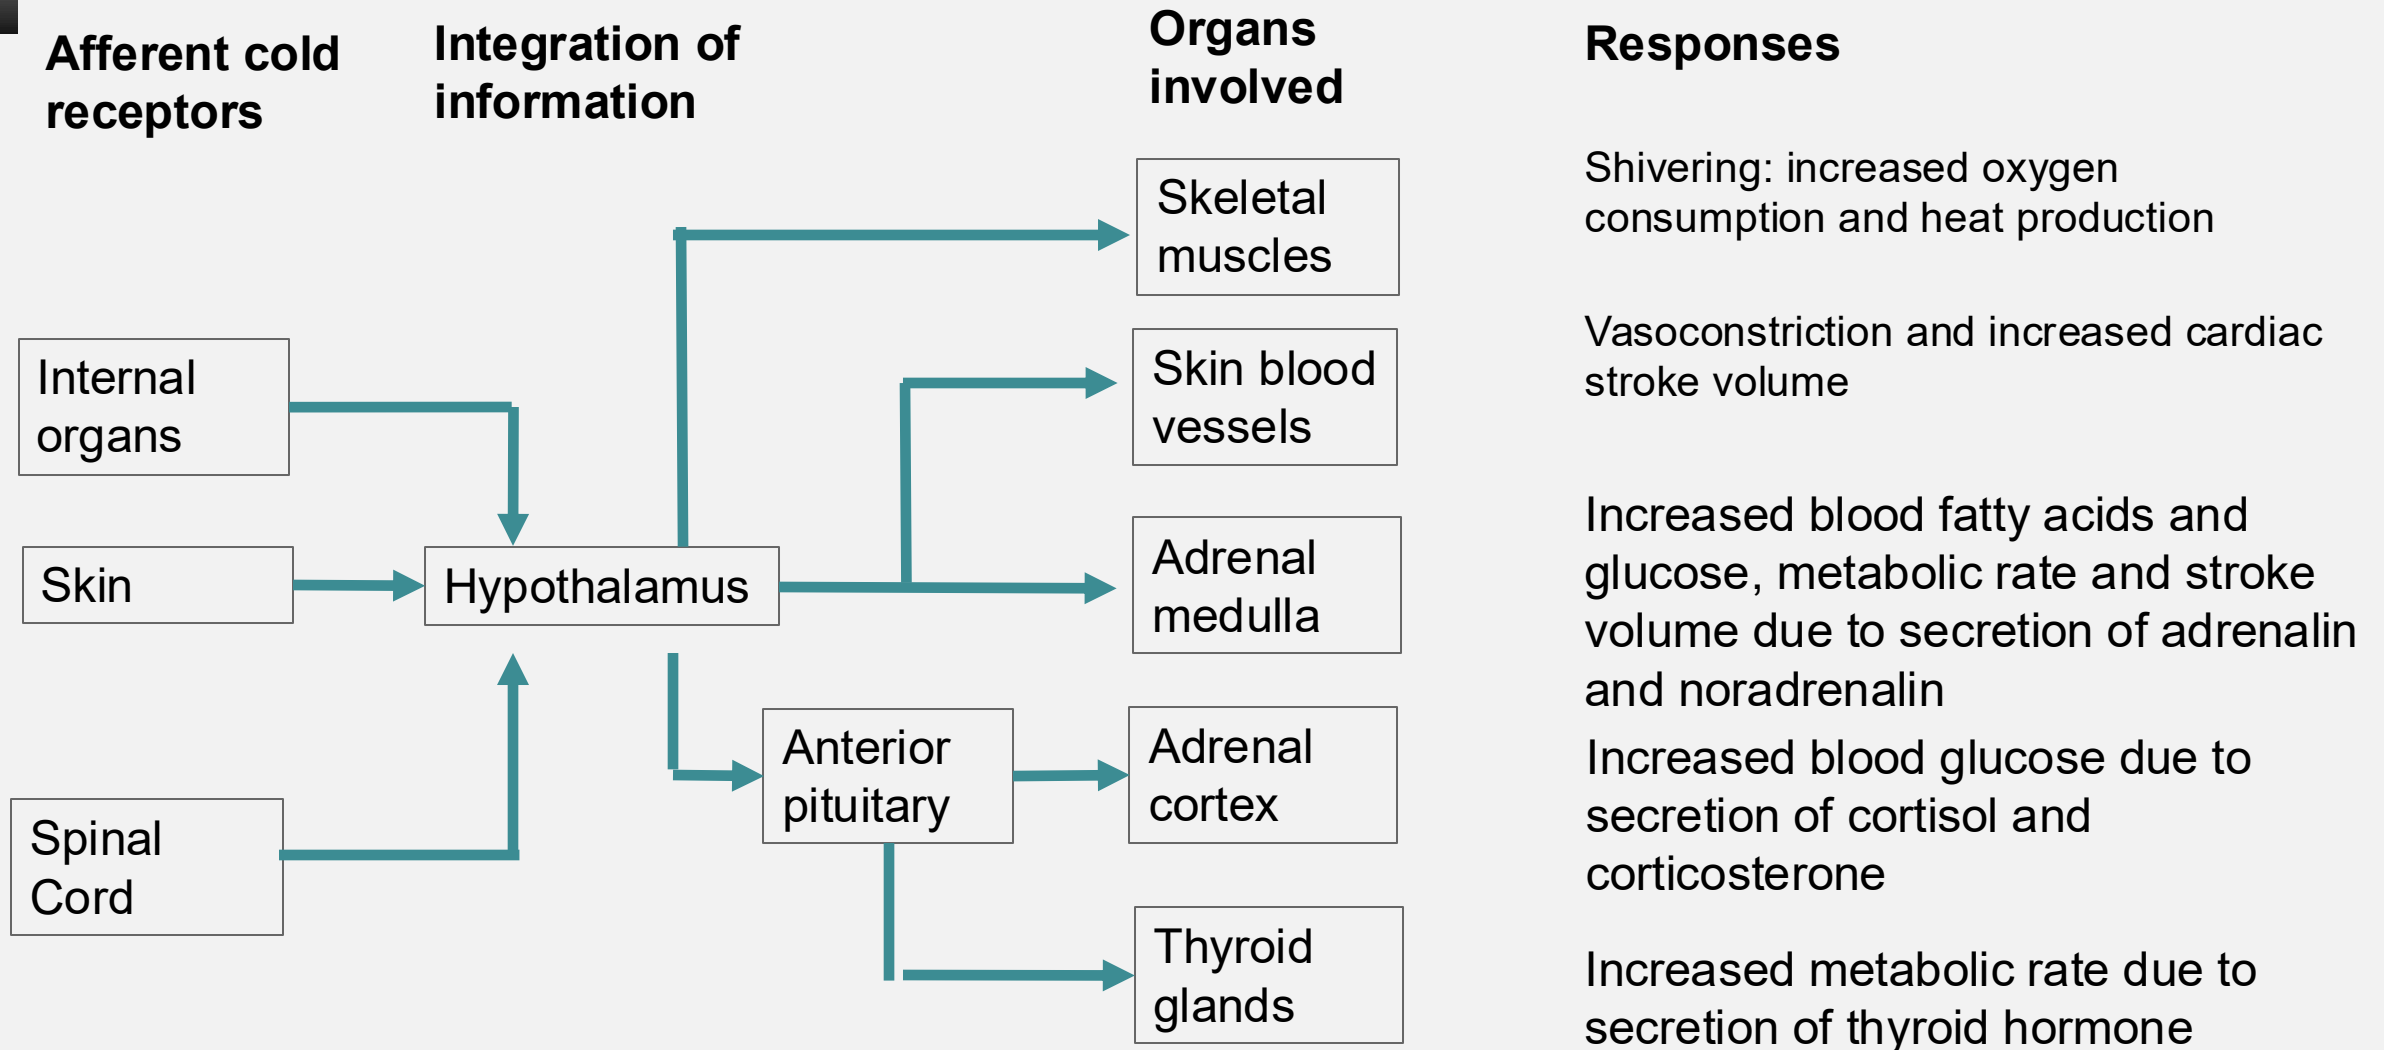 Afferent cold
receptors
Integration of
information
Organs
involved
Responses
Skeletal
muscles
Shivering: increased oxygen
consumption and heat production
Internal
organs
Skin blood
vessels
Vasoconstriction and increased cardiac
stroke volume
Skin
Hypothalamus
Adrenal
medulla
Increased blood fatty acids and
glucose, metabolic rate and stroke
volume due to secretion of adrenalin
and noradrenalin
Spinal
Cord
Anterior
pituitary
Adrenal
cortex
Increased blood glucose due to
secretion of cortisol and
corticosterone
Thyroid
glands
Increased metabolic rate due to
secretion of thyroid hormone